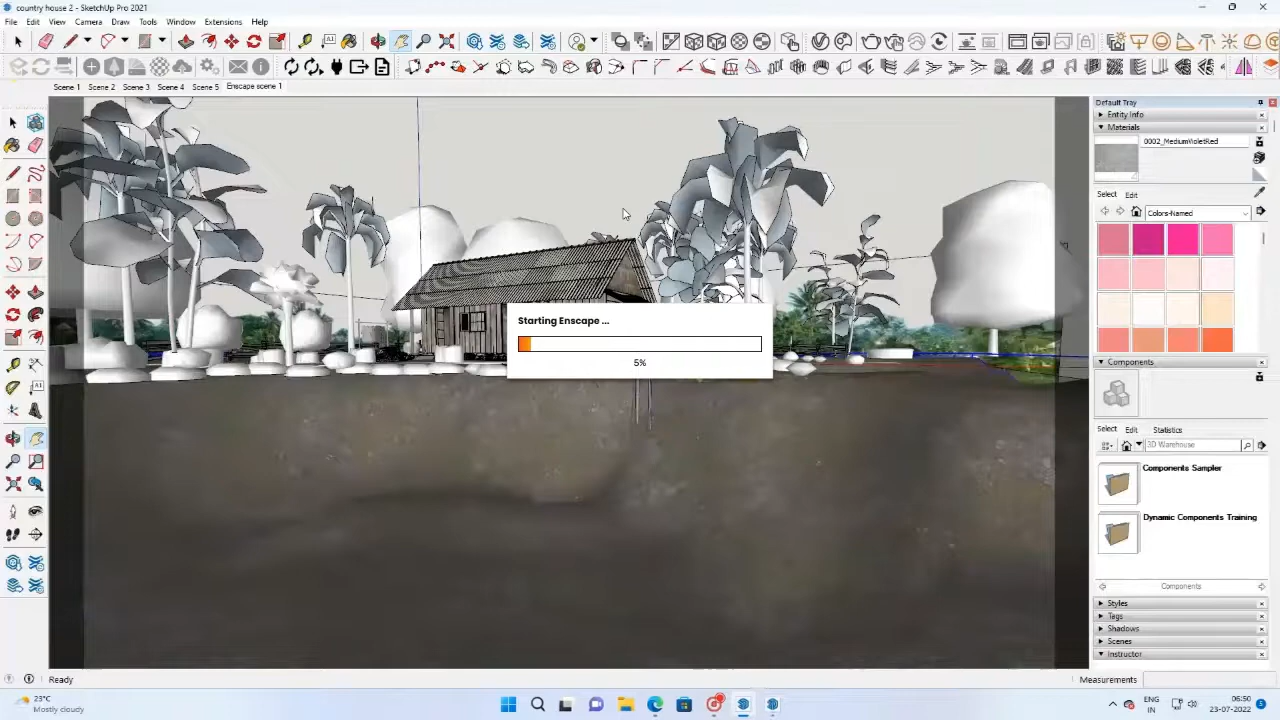 country house 2 - SketchUp Pro 2021
File Edit View Camera Draw Tools Window Extensions Help
Scene 1 Scene 2 Scene 3 Scene 4 Scene 5 Enscape scene 1
Default Tray
Entity Info
Materials
0002_MediumVioletRed
Select Edit
Colors-Named
Starting Enscape ...
5%
Components
Select Edit Statistics
3D Warehouse
Components Sampler
Dynamic Components Training
Components
Styles
Tags
Shadows
Scenes
Instructor
Ready
Measurements
23°C
Mostly cloudy
ENG
IN
06:50
23-07-2022